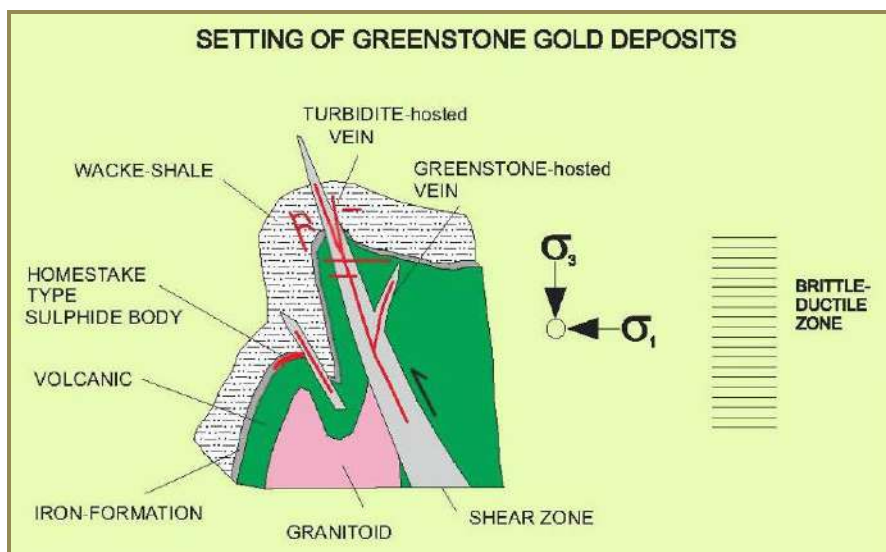 SETTING OF GREENSTONE GOLD DEPOSITS
TURBIDITE-hosted
VEIN
WACKE-SHALE
GREENSTONE-hosted
VEIN
HOMESTAKE
TYPE
SULPHIDE BODY
VOLCANIC
IRON-FORMATION
GRANITOID
SHEAR ZONE
σ3
σ1
BRITTLE-
DUCTILE
ZONE